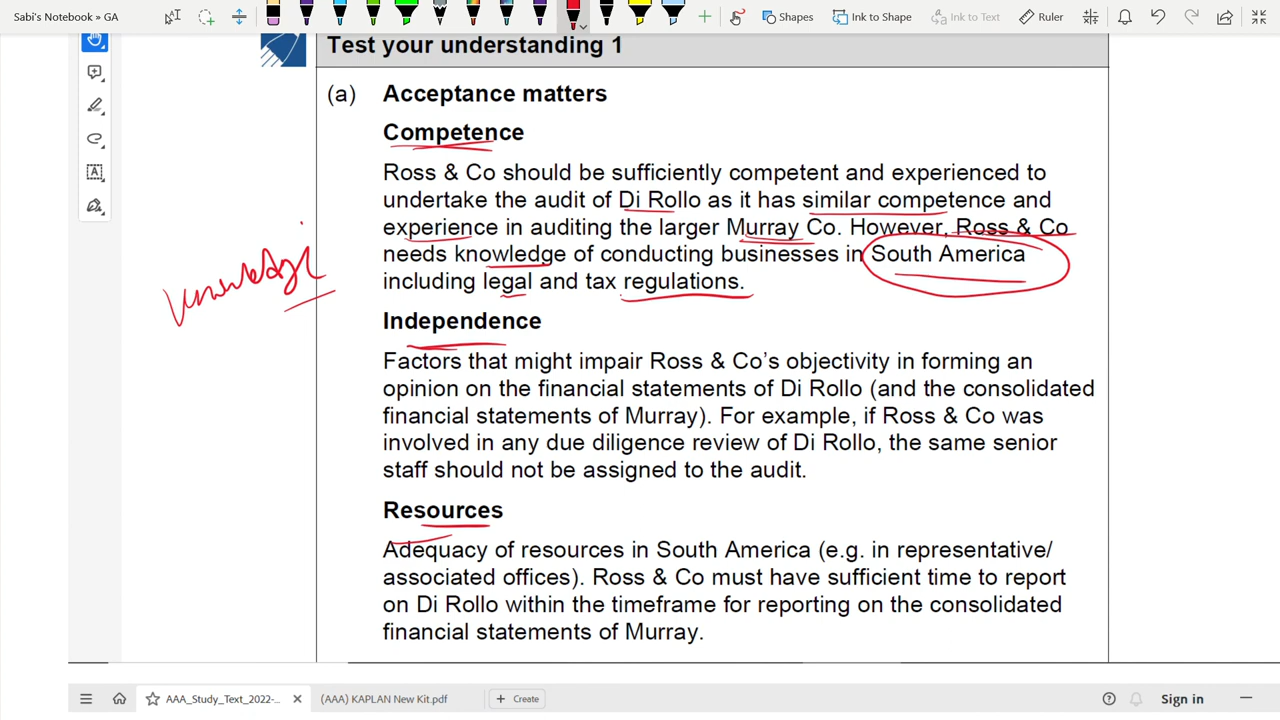 Sabi's Notebook » GA
Shapes
Ink to Shape
Ink to Text
Ruler
Test your understanding 1
(a) Acceptance matters
Competence
Ross & Co should be sufficiently competent and experienced to
undertake the audit of Di Rollo as it has similar competence and
experience in auditing the larger Murray Co. However, Ross & Co
needs knowledge of conducting businesses in South America
including legal and tax regulations.
Independence
Factors that might impair Ross & Co's objectivity in forming an
opinion on the financial statements of Di Rollo (and the consolidated
financial statements of Murray). For example, if Ross & Co was
involved in any due diligence review of Di Rollo, the same senior
staff should not be assigned to the audit.
Resources
Adequacy of resources in South America (e.g. in representative/
associated offices). Ross & Co must have sufficient time to report
on Di Rollo within the timeframe for reporting on the consolidated
financial statements of Murray.
AAA_Study_Text_2022-...
(AAA) KAPLAN New Kit.pdf
+ Create
Sign in